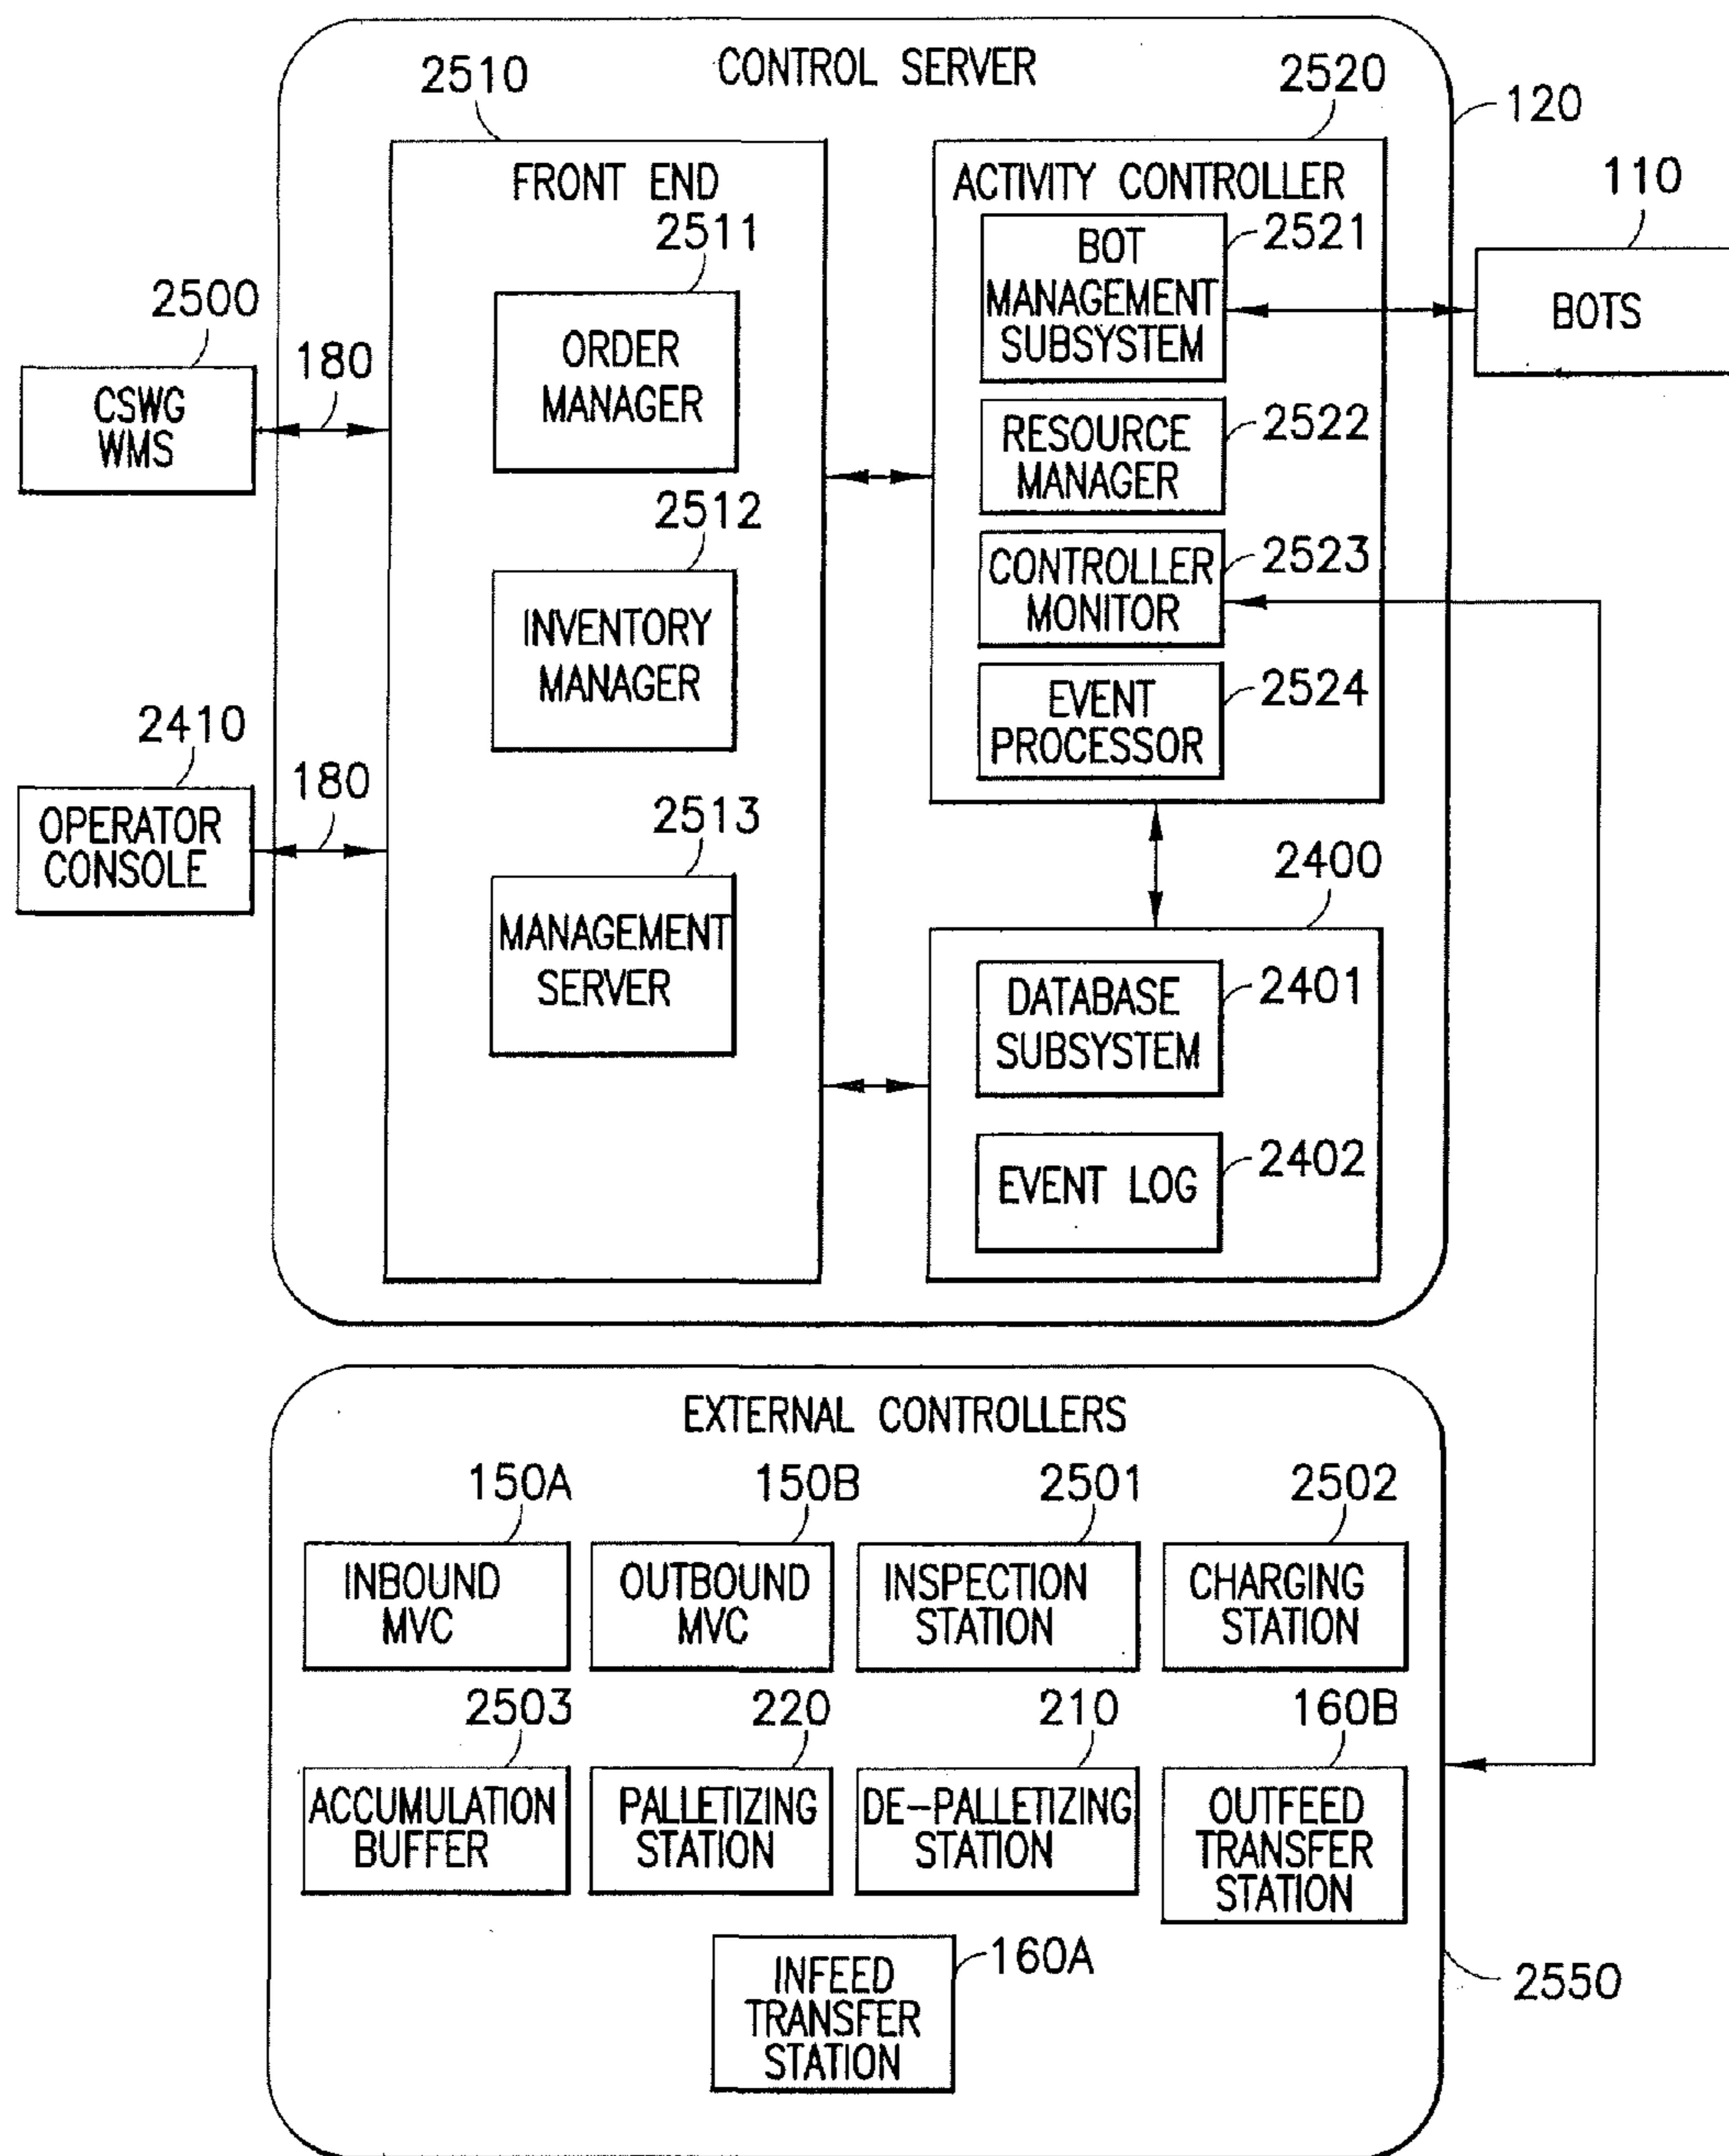 CONTROL SERVER
2510
2520
120
FRONT END
ACTIVITY CONTROLLER
110
2511
BOT
MANAGEMENT
SUBSYSTEM
2521
BOTS
2500
180
CSWG
WMS
ORDER
MANAGER
RESOURCE
MANAGER
2522
2512
CONTROLLER
MONITOR
2523
INVENTORY
MANAGER
EVENT
PROCESSOR
2524
2410
180
OPERATOR
CONSOLE
2513
2400
MANAGEMENT
SERVER
DATABASE
SUBSYSTEM
2401
EVENT LOG
2402
EXTERNAL CONTROLLERS
150A
150B
2501
2502
INBOUND
MVC
OUTBOUND
MVC
INSPECTION
STATION
CHARGING
STATION
2503
220
210
160B
ACCUMULATION
BUFFER
PALLETIZING
STATION
DE-PALLETIZING
STATION
OUTFEED
TRANSFER
STATION
160A
INFEED
TRANSFER
STATION
2550